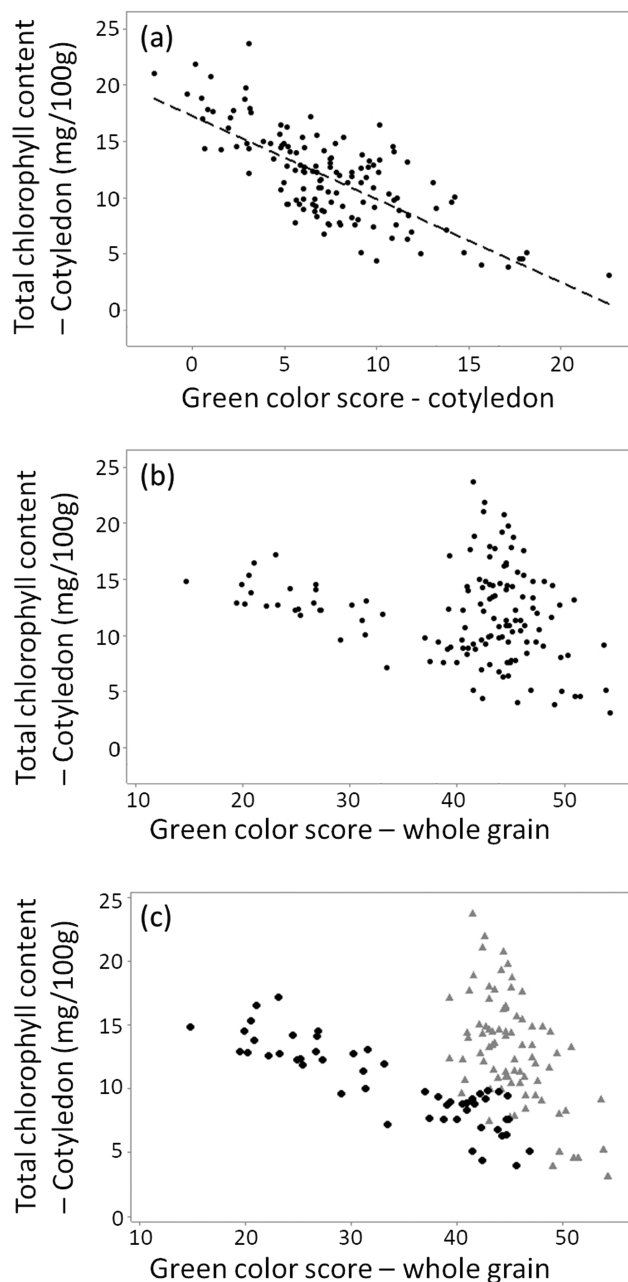 (a)
Total chlorophyll content
– Cotyledon (mg/100g)
25
20
15
10
5
0
0 5 10 15 20
Green color score - cotyledon
(b)
Total chlorophyll content
– Cotyledon (mg/100g)
25
20
15
10
5
0
10 20 30 40 50
Green color score – whole grain
(c)
Total chlorophyll content
– Cotyledon (mg/100g)
25
20
15
10
5
0
10 20 30 40 50
Green color score – whole grain